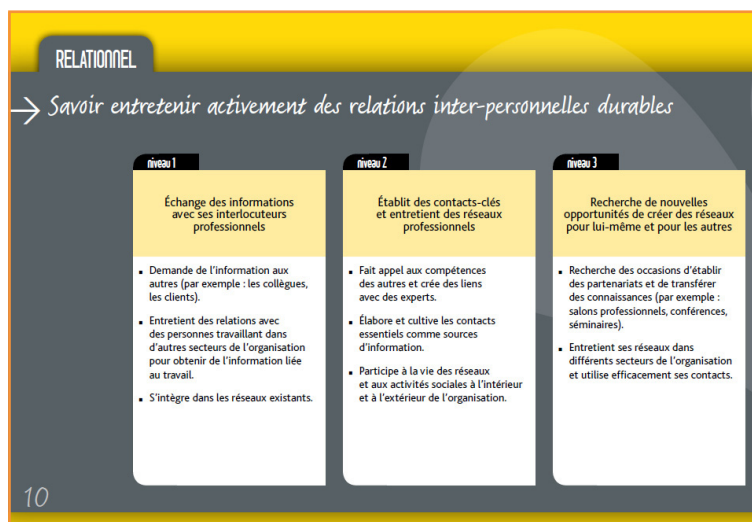 RELATIONNEL
→ Savoir entretenir activement des relations inter-personnelles durables
niveau 1
Échange des informations
avec ses interlocuteurs
professionnels
▪ Demande de l'information aux
autres (par exemple : les collègues,
les clients).
▪ Entretient des relations avec
des personnes travaillant dans
d'autres secteurs de l'organisation
pour obtenir de l'information liée
au travail.
▪ S'intègre dans les réseaux existants.
niveau 2
Établit des contacts-clés
et entretient des réseaux
professionnels
▪ Fait appel aux compétences
des autres et crée des liens
avec des experts.
▪ Élabore et cultive les contacts
essentiels comme sources
d'information.
▪ Participe à la vie des réseaux
et aux activités sociales à l'intérieur
et à l'extérieur de l'organisation.
niveau 3
Recherche de nouvelles
opportunités de créer des réseaux
pour lui-même et pour les autres
▪ Recherche des occasions d'établir
des partenariats et de transférer
des connaissances (par exemple :
salons professionnels, conférences,
séminaires).
▪ Entretient ses réseaux dans
différents secteurs de l'organisation
et utilise efficacement ses contacts.
10